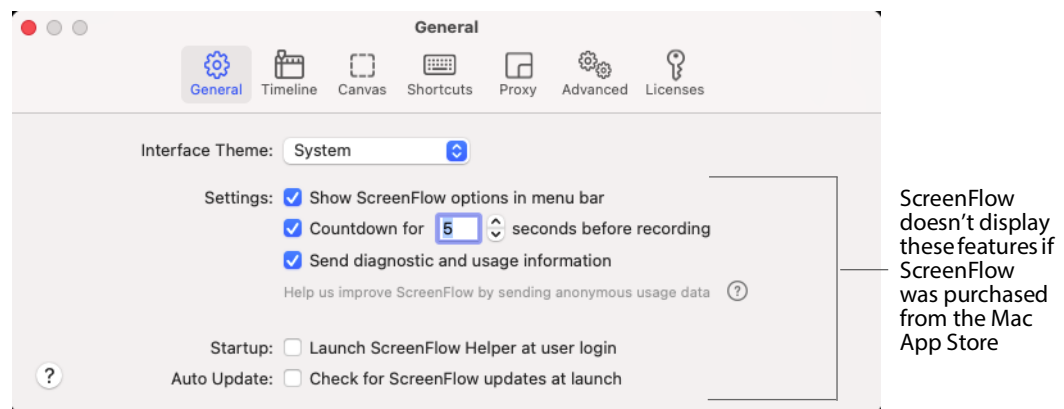 General
General Timeline Canvas Shortcuts Proxy Advanced Licenses
Interface Theme: System
Settings: Show ScreenFlow options in menu bar
Countdown for 5 seconds before recording
Send diagnostic and usage information
Help us improve ScreenFlow by sending anonymous usage data ?
Startup: Launch ScreenFlow Helper at user login
? Auto Update: Check for ScreenFlow updates at launch
ScreenFlow
doesn’t display
these features if
ScreenFlow
was purchased
from the Mac
App Store